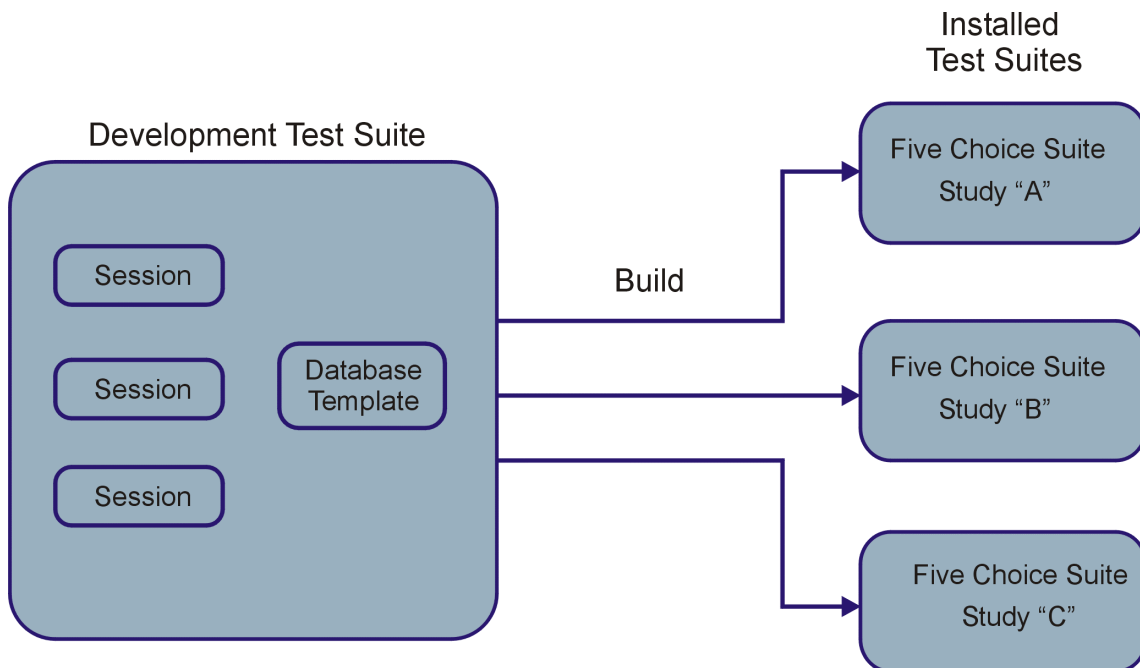 Installed
Test Suites
Development Test Suite
Session
Session
Session
Database
Template
Build
Five Choice Suite
Study “A”
Five Choice Suite
Study “B”
Five Choice Suite
Study “C”